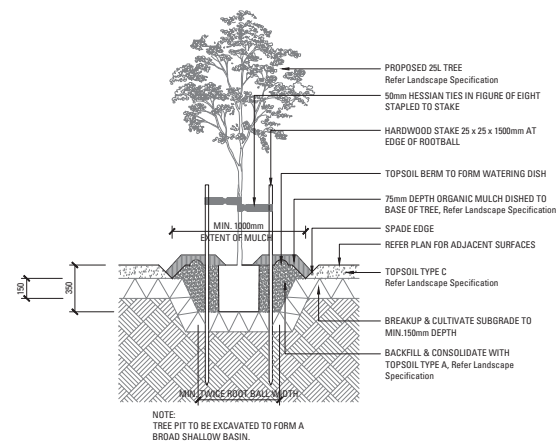 PROPOSED 25L TREE
Refer Landscape Specification
50mm HESSIAN TIES IN FIGURE OF EIGHT
STAPLED TO STAKE
HARDWOOD STAKE 25 x 25 x 1500mm AT
EDGE OF ROOTBALL
TOPSOIL BERM TO FORM WATERING DISH
75mm DEPTH ORGANIC MULCH DISHED TO
BASE OF TREE, Refer Landscape Specification
SPADE EDGE
REFER PLAN FOR ADJACENT SURFACES
TOPSOIL TYPE C
Refer Landscape Specification
BREAKUP & CULTIVATE SUBGRADE TO
MIN.150mm DEPTH
BACKFILL & CONSOLIDATE WITH
TOPSOIL TYPE A, Refer Landscape
Specification
MIN. 1000mm
EXTENT OF MULCH
150
350
MIN. TWICE ROOT BALL WIDTH
NOTE:
TREE PIT TO BE EXCAVATED TO FORM A
BROAD SHALLOW BASIN.